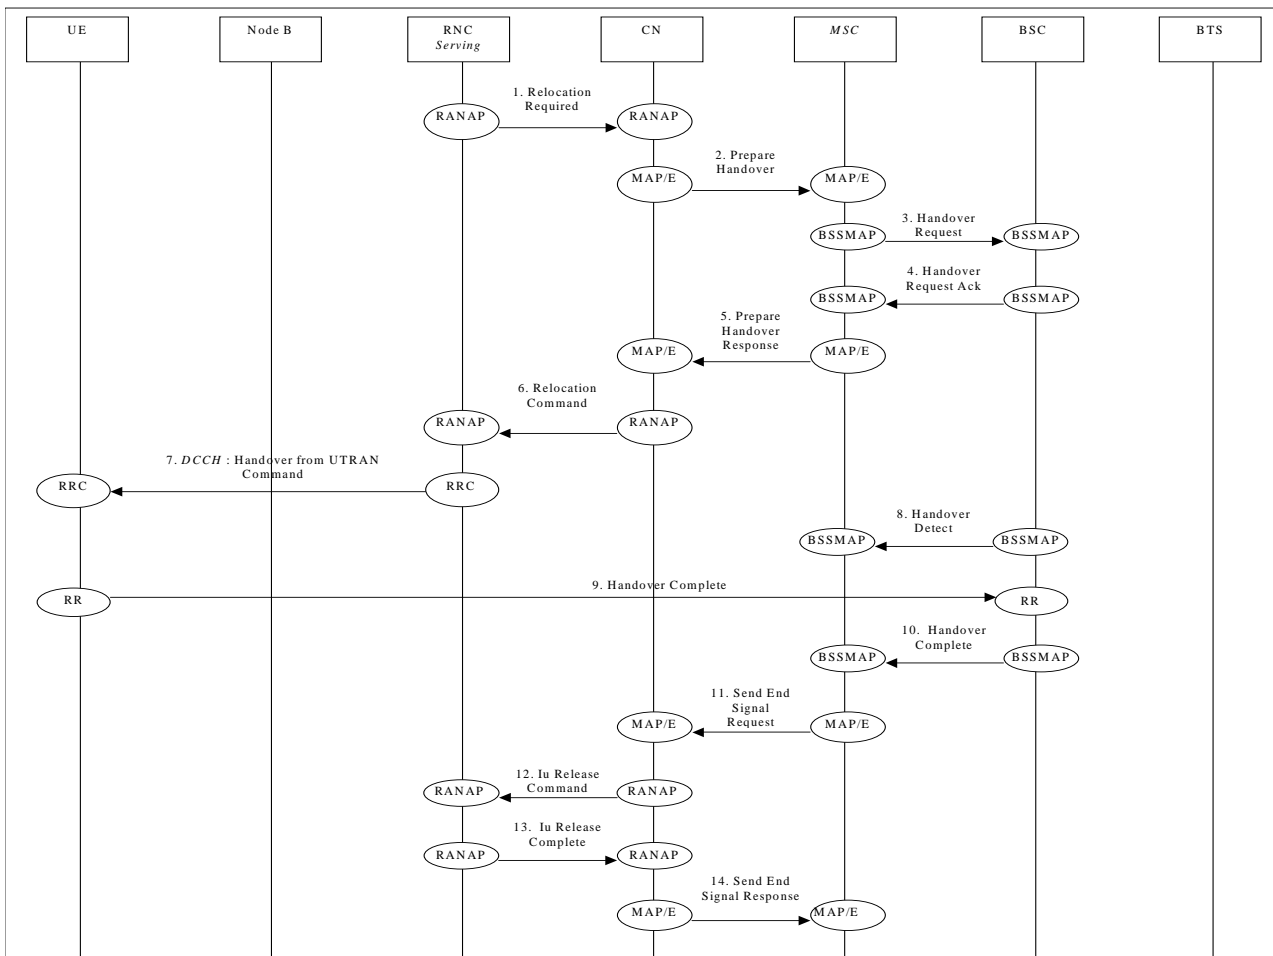 UE
Node B
RNC
Serving
CN
MSC
BSC
BTS
1. Relocation
Required
RANAP
RANAP
2. Prepare
Handover
MAP/E
MAP/E
3. Handover
Request
BSSMAP
BSSMAP
4. Handover
Request Ack
BSSMAP
BSSMAP
5. Prepare
Handover
Response
MAP/E
MAP/E
6. Relocation
Command
RANAP
RANAP
7. DCCH : Handover from UTRAN
Command
RRC
RRC
8. Handover
Detect
BSSMAP
BSSMAP
9. Handover Complete
RR
RR
10. Handover
Complete
BSSMAP
BSSMAP
11. Send End
Signal
Request
MAP/E
MAP/E
12. Iu Release
Command
RANAP
RANAP
13. Iu Release
Complete
RANAP
RANAP
14. Send End
Signal Response
MAP/E
MAP/E